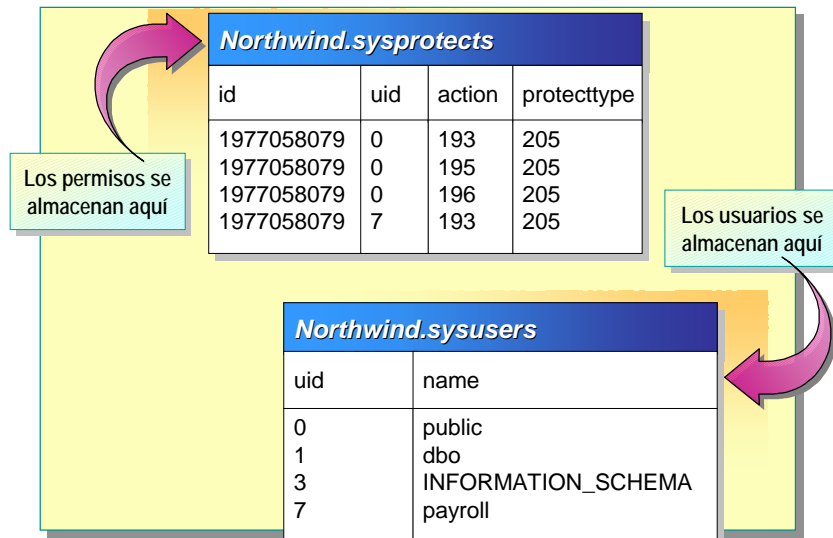 Northwind.sysprotects
id uid action protecttype
1977058079 0 193 205
1977058079 0 195 205
1977058079 0 196 205
1977058079 7 193 205
Los permisos se
almacenan aquí
Los usuarios se
almacenan aquí
Northwind.sysusers
uid name
0 public
1 dbo
3 INFORMATION_SCHEMA
7 payroll